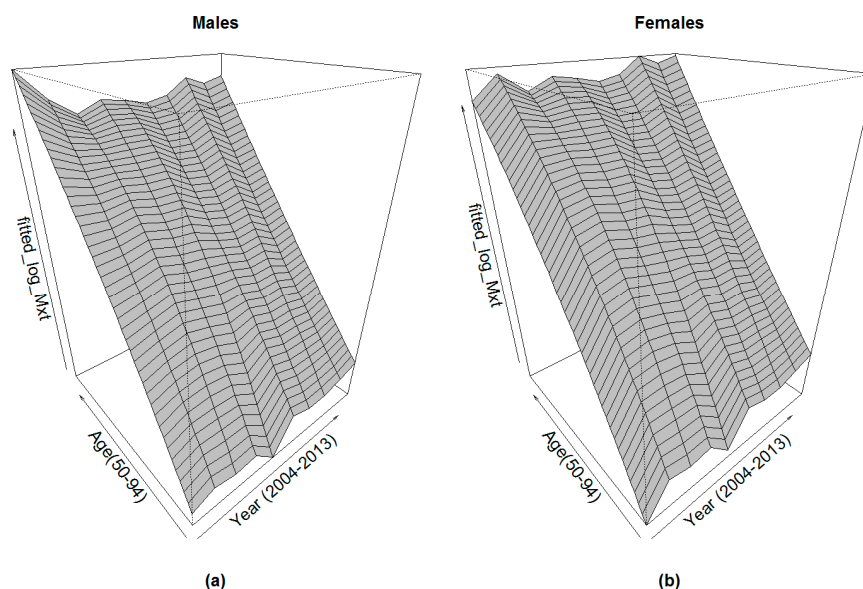 Males
Females
fitted_log_Mxt
Age(50-94)
Year (2004-2013)
fitted_log_Mxt
Age(50-94)
Year (2004-2013)
(a)
(b)